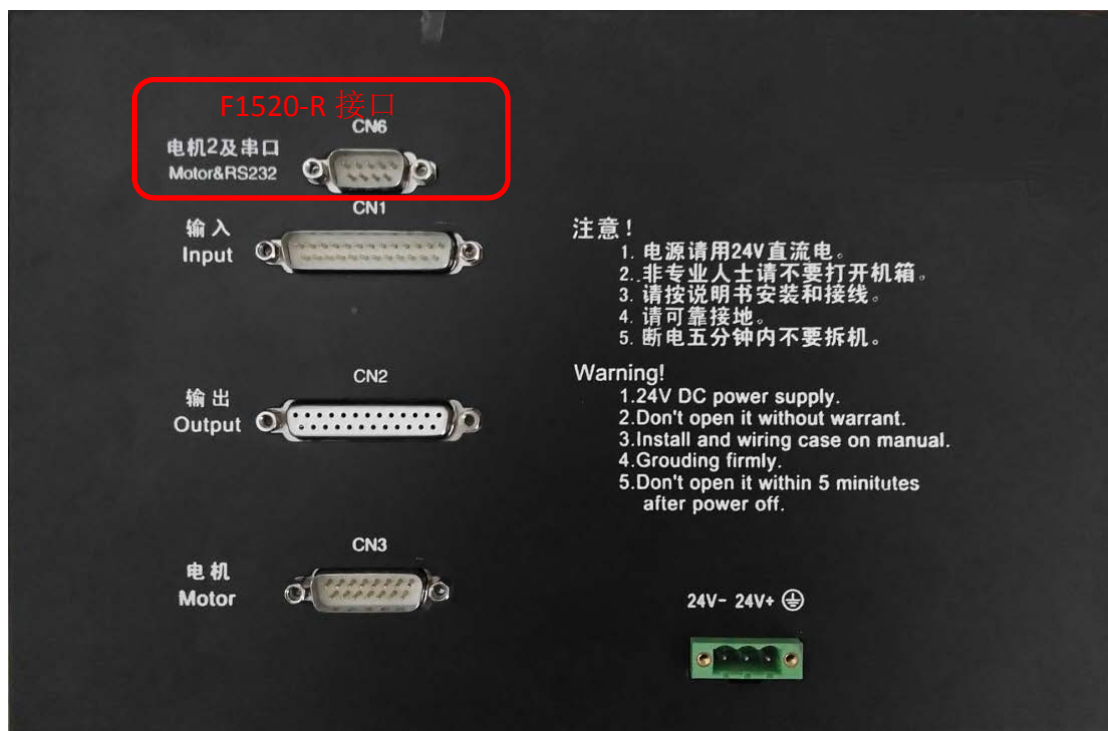 F1520-R 接口
CN6
电机2及串口
Motor&RS232
CN1
输入
Input
CN2
输出
Output
CN3
电机
Motor
注意！
1. 电源请用24V直流电。
2. 非专业人士请不要打开机箱。
3. 请按说明书安装和接线。
4. 请可靠接地。
5. 断电五分钟内不要拆机。
Warning!
1.24V DC power supply.
2.Don't open it without warrant.
3.Install and wiring case on manual.
4.Grouding firmly.
5.Don't open it within 5 minitutes
after power off.
24V- 24V+